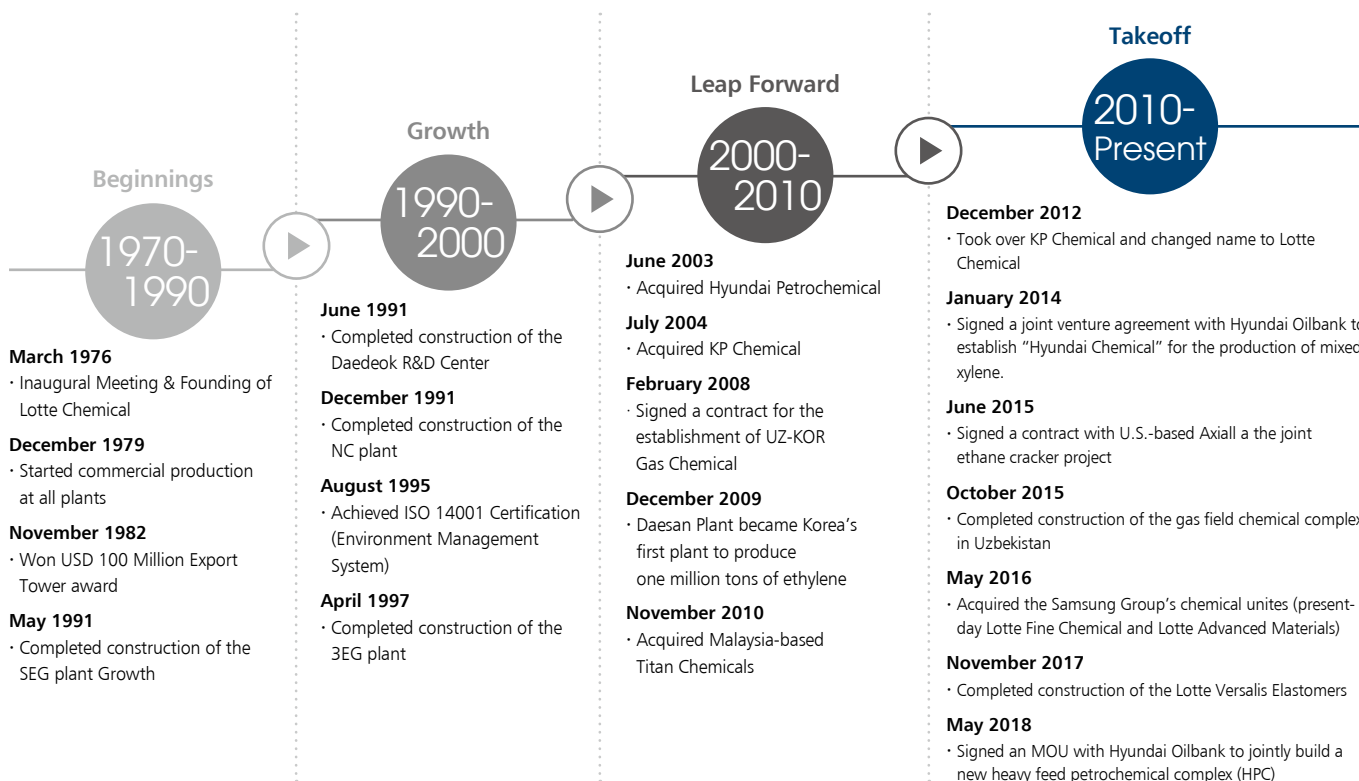 Beginnings
1970-
1990
March 1976
· Inaugural Meeting & Founding of
Lotte Chemical
December 1979
· Started commercial production
at all plants
November 1982
· Won USD 100 Million Export
Tower award
May 1991
· Completed construction of the
SEG plant Growth
Growth
1990-
2000
June 1991
· Completed construction of the
Daedeok R&D Center
December 1991
· Completed construction of the
NC plant
August 1995
· Achieved ISO 14001 Certification
(Environment Management
System)
April 1997
· Completed construction of the
3EG plant
Leap Forward
2000-
2010
June 2003
· Acquired Hyundai Petrochemical
July 2004
· Acquired KP Chemical
February 2008
· Signed a contract for the
establishment of UZ-KOR
Gas Chemical
December 2009
· Daesan Plant became Korea's
first plant to produce
one million tons of ethylene
November 2010
· Acquired Malaysia-based
Titan Chemicals
Takeoff
2010-
Present
December 2012
· Took over KP Chemical and changed name to Lotte
Chemical
January 2014
· Signed a joint venture agreement with Hyundai Oilbank to
establish “Hyundai Chemical” for the production of mixed
xylene.
June 2015
· Signed a contract with U.S.-based Axiall a the joint
ethane cracker project
October 2015
· Completed construction of the gas field chemical complex
in Uzbekistan
May 2016
· Acquired the Samsung Group's chemical unites (present-
day Lotte Fine Chemical and Lotte Advanced Materials)
November 2017
· Completed construction of the Lotte Versalis Elastomers
May 2018
· Signed an MOU with Hyundai Oilbank to jointly build a
new heavy feed petrochemical complex (HPC)